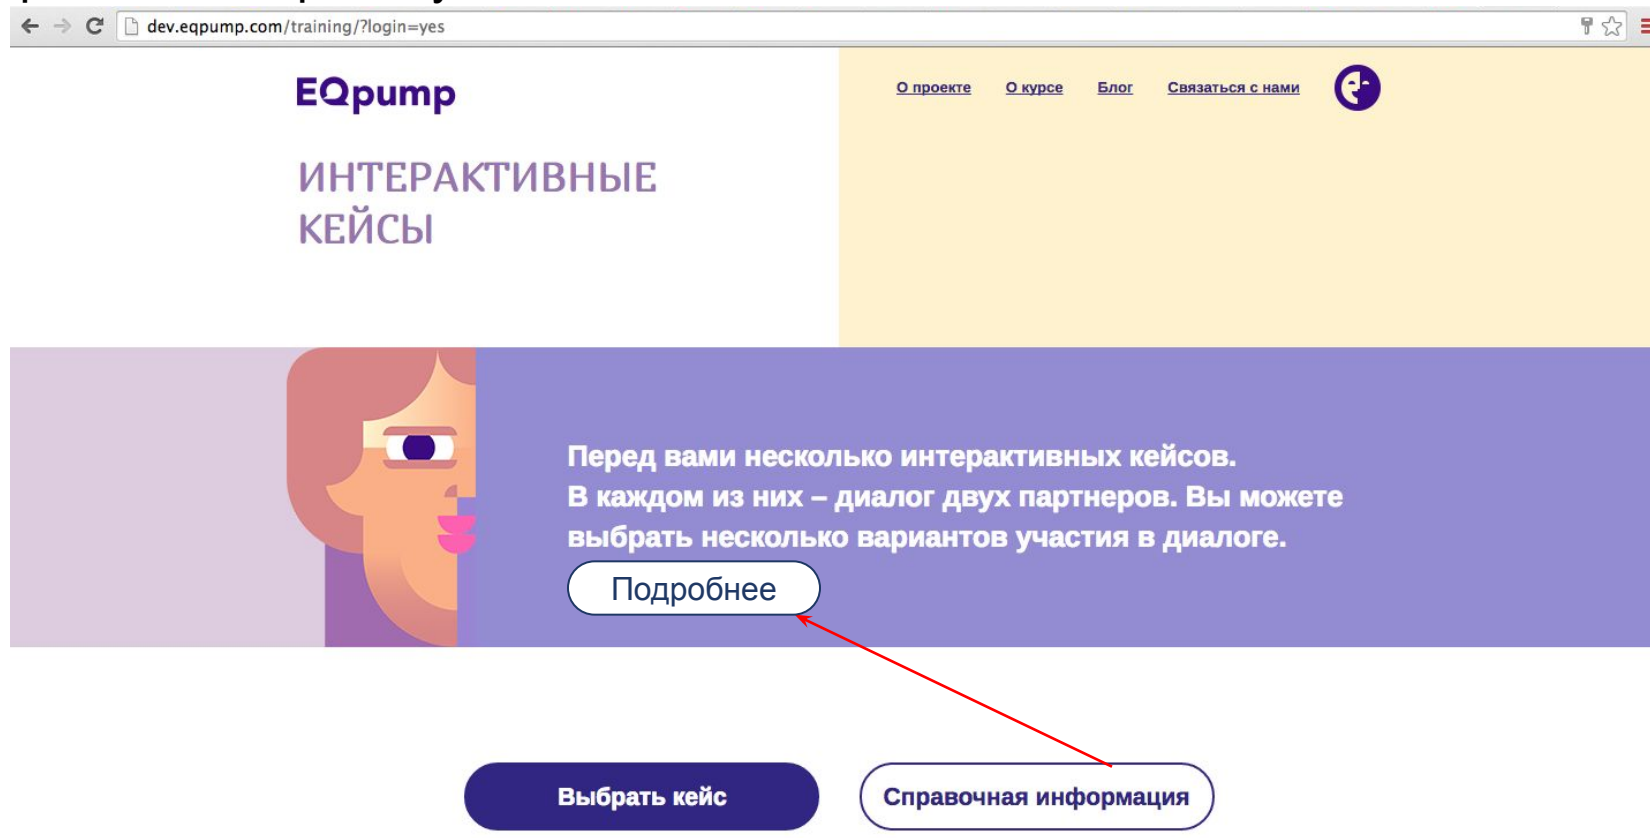 dev.eqpump.com/training/?login=yes
EQpump
О проекте О курсе Блог Связаться с нами
ИНТЕРАКТИВНЫЕ
КЕЙСЫ
Перед вами несколько интерактивных кейсов.
В каждом из них – диалог двух партнеров. Вы можете
выбрать несколько вариантов участия в диалоге.
Подробнее
Выбрать кейс Справочная информация